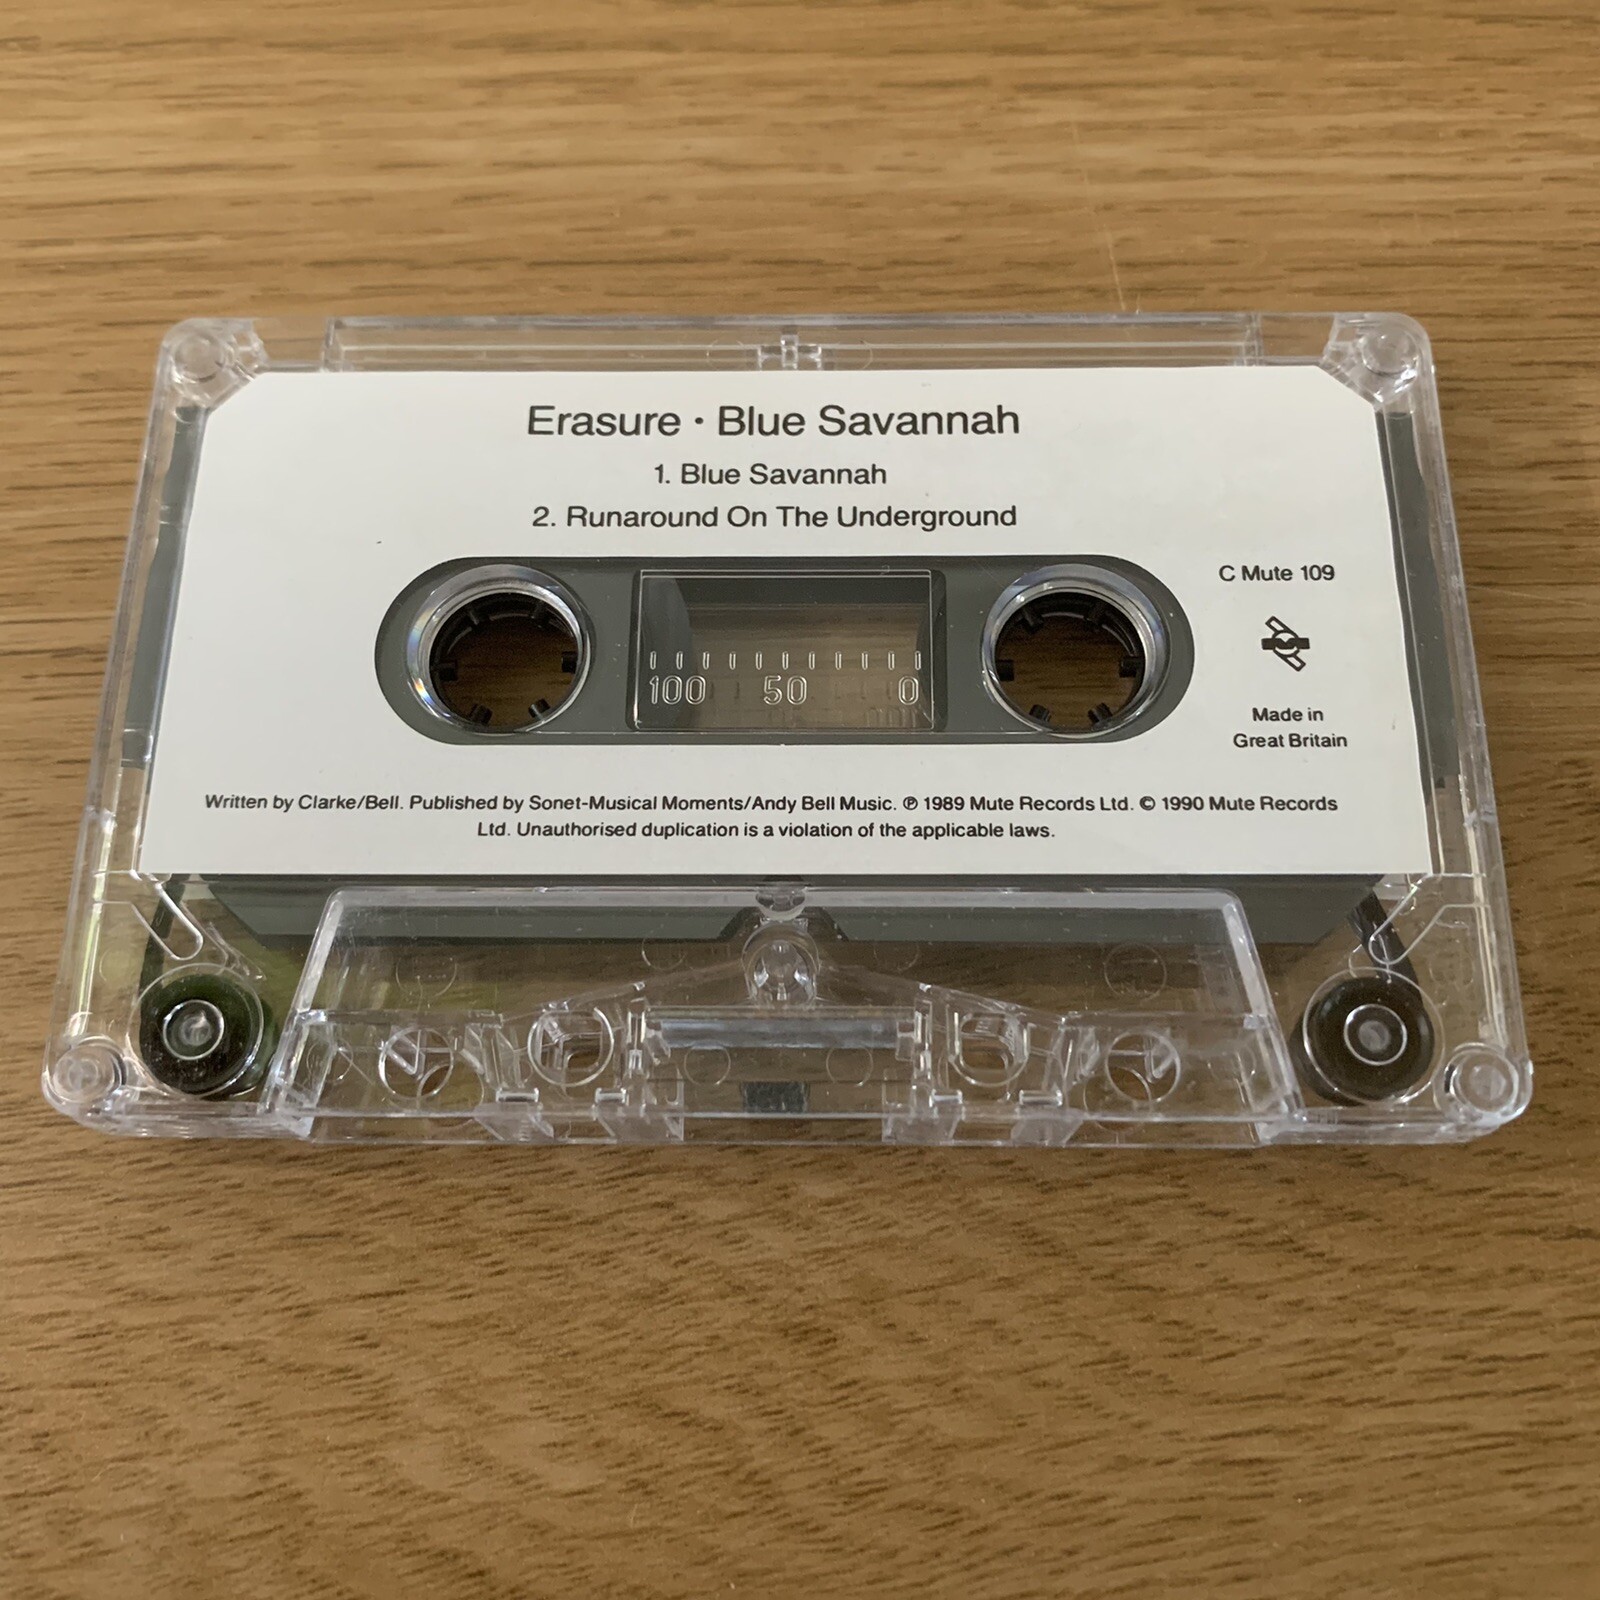 Erasure · Blue Savannah
1. Blue Savannah
2. Runaround On The Underground
C Mute 109
100 50 0
Made in
Great Britain
Written by Clarke/Bell. Published by Sonet-Musical Moments/Andy Bell Music. ℗ 1989 Mute Records Ltd. © 1990 Mute Records
Ltd. Unauthorised duplication is a violation of the applicable laws.